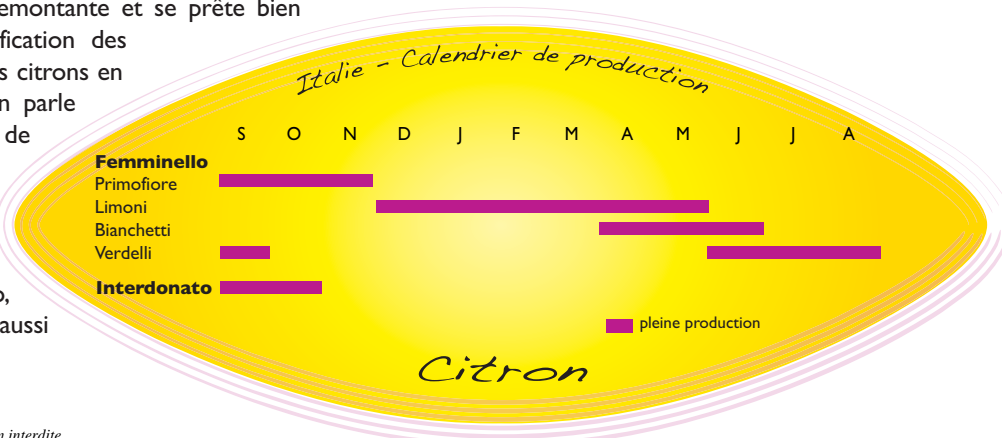 emontante et se prête bien
fication des
s citrons en
n parle
de
o,
aussi
n interdite
Italie - Calendrier de production
S O N D J F M A M J J A
Femminello
Primofiore
Limoni
Bianchetti
Verdelli
Interdonato
pleine production
Citron